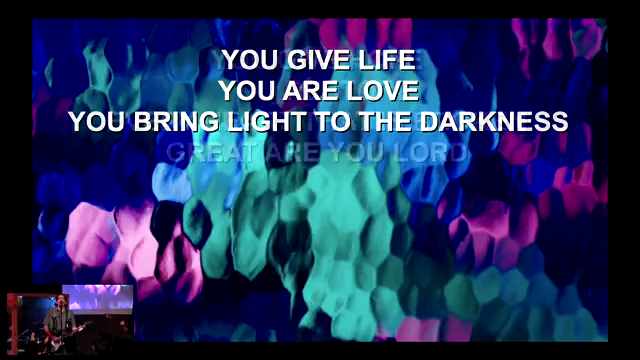 YOU GIVE LIFE
YOU ARE LOVE
YOU BRING LIGHT TO THE DARKNESS
GREAT ARE YOU LORD